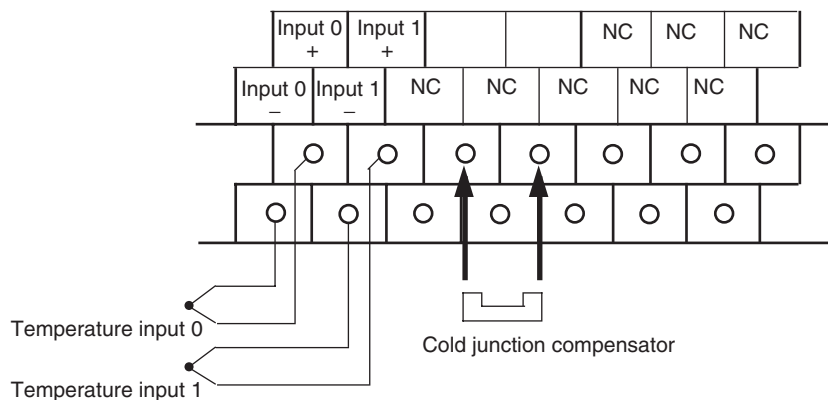 Input 0 Input 1 NC NC NC
+ +
Input 0 Input 1 NC NC NC NC NC
– –
Temperature input 0
Cold junction compensator
Temperature input 1